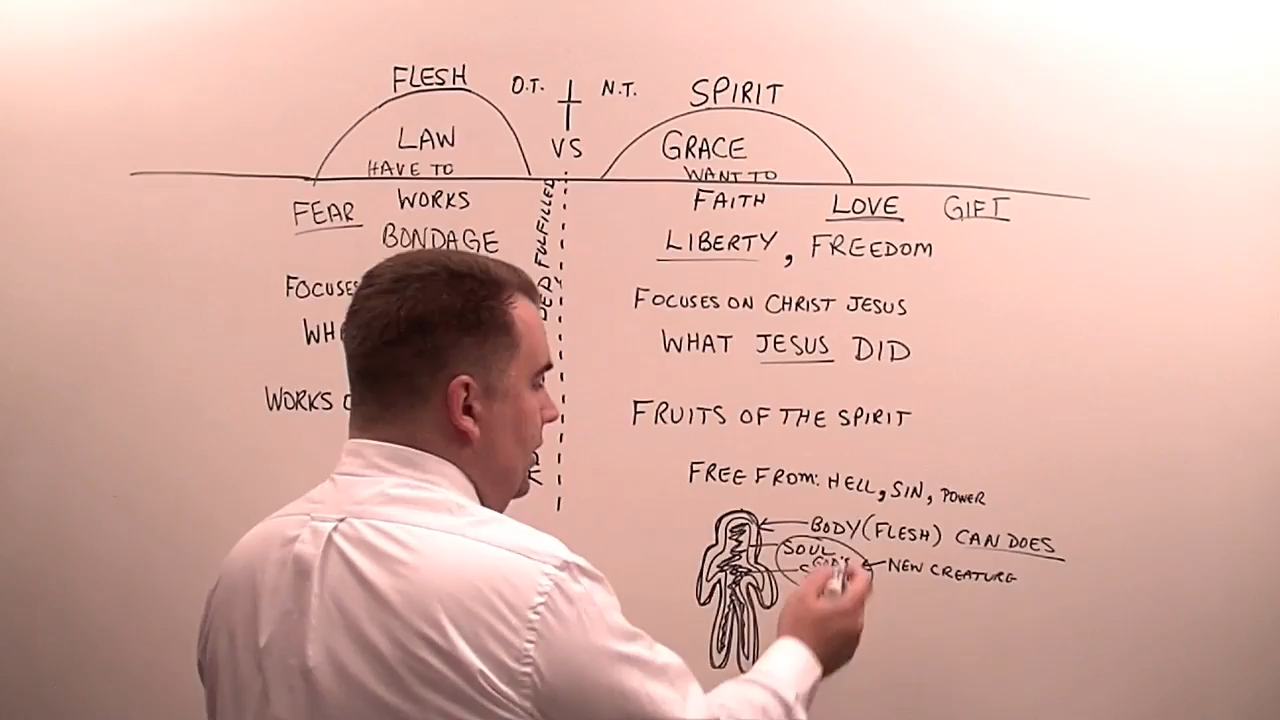 FLESH O.T. N.T. SPIRIT
LAW VS GRACE
HAVE TO WANT TO
FEAR WORKS FAITH LOVE GIFT
BONDAGE LIBERTY, FREEDOM
FULFILLED
FOCUSES FOCUSES ON CHRIST JESUS
WHAT JESUS DID
WORKS FRUITS OF THE SPIRIT
FREE FROM: HELL, SIN, POWER
BODY (FLESH) CAN DOES
SOUL
GOD'S NEW CREATURE